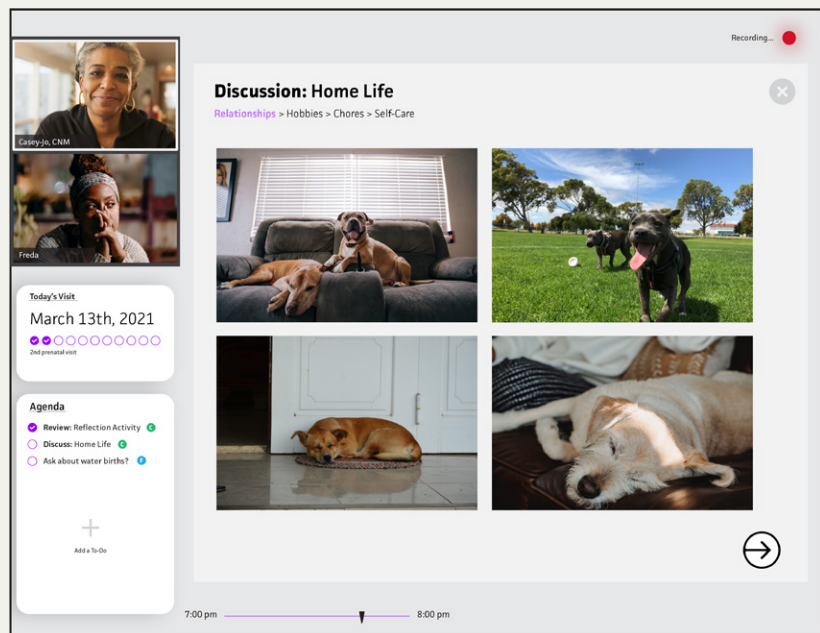 Recording...
Casey-Jo, CNM
Freda
Discussion: Home Life
Relationships > Hobbies > Chores > Self-Care
Today's Visit
March 13th, 2021
2nd prenatal visit
Agenda
Review: Reflection Activity C
Discuss: Home Life C
Ask about water births? F
Add a To-Do
7:00 pm
8:00 pm